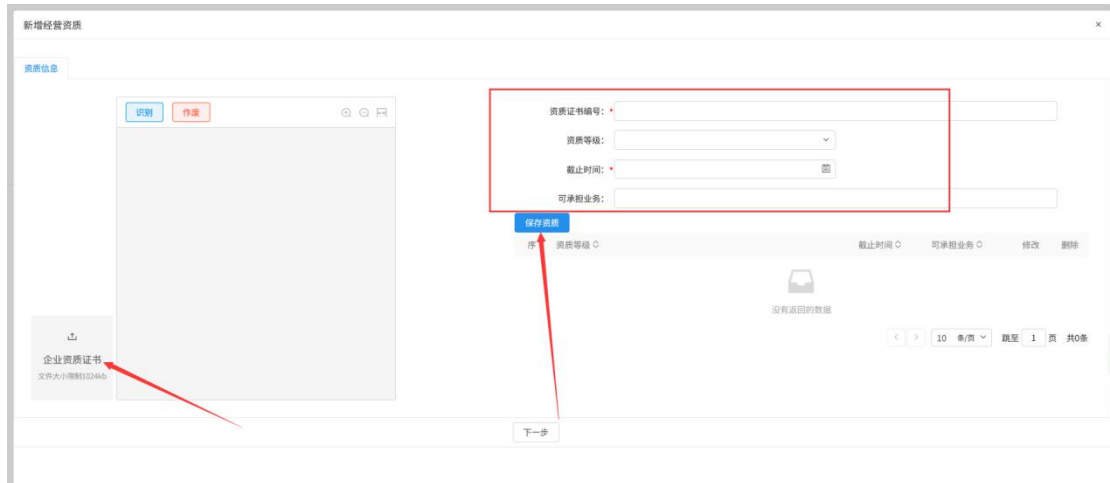 新增经营资质
×
资质信息
识别 作废
资质证书编号：*
资质等级：
截止时间：*
可承担业务：
保存资质
序 资质等级 截止时间 可承担业务 修改 删除
没有返回的数据
< > 10 条/页 跳至 1 页 共0条
企业资质证书
文件大小限制1024kb
下一步